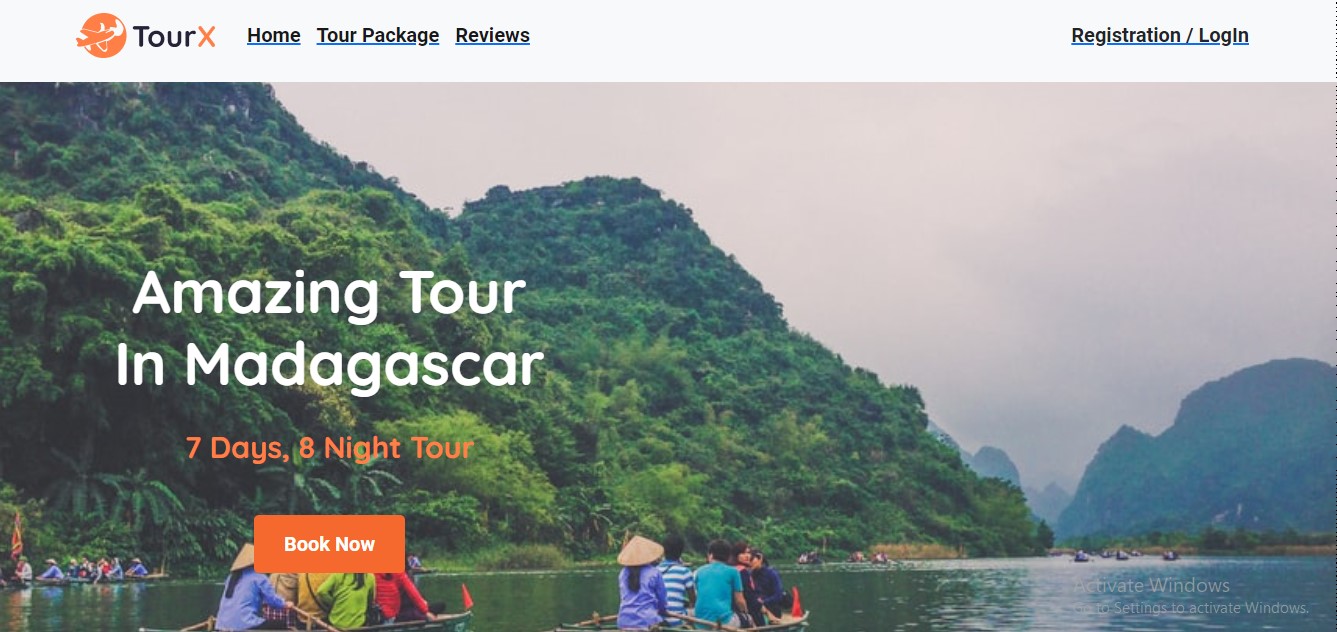 TourX
Home Tour Package Reviews
Registration / LogIn
Amazing Tour
In Madagascar
7 Days, 8 Night Tour
Book Now
Activate Windows
Go to Settings to activate Windows.